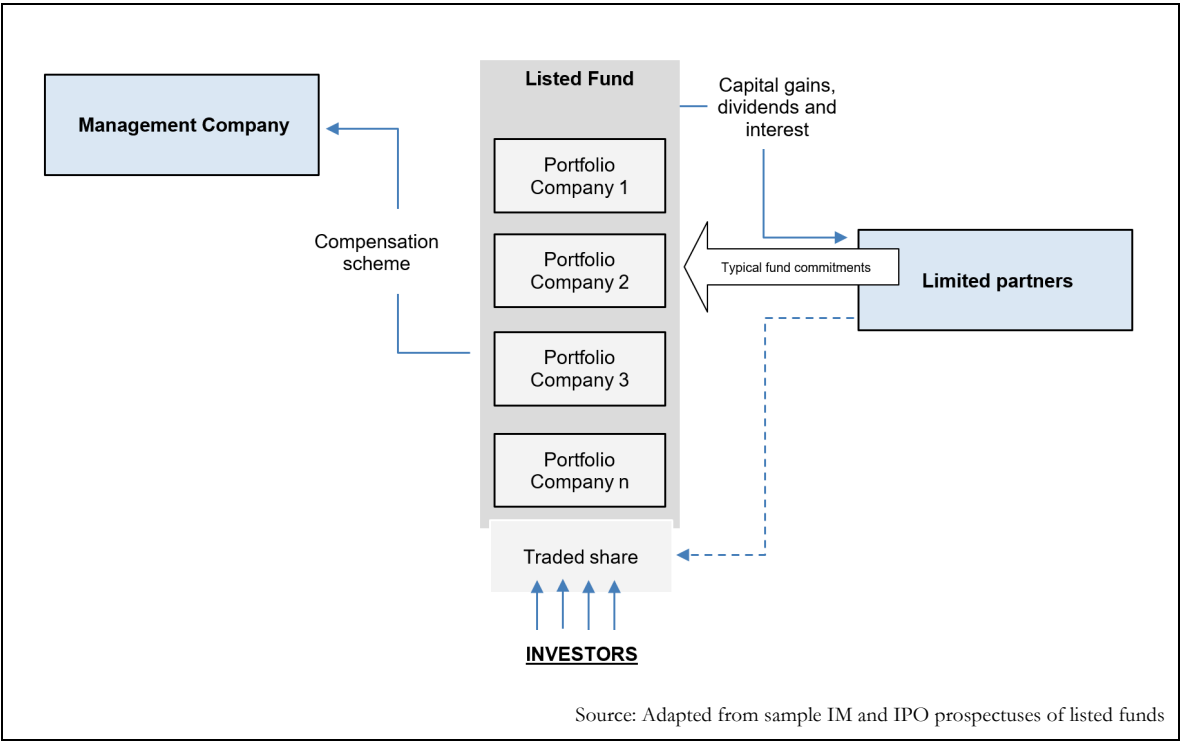 Listed Fund
Management Company
Capital gains,
dividends and
interest
Portfolio
Company 1
Compensation
scheme
Portfolio
Company 2
Typical fund commitments
Limited partners
Portfolio
Company 3
Portfolio
Company n
Traded share
INVESTORS
Source: Adapted from sample IM and IPO prospectuses of listed funds